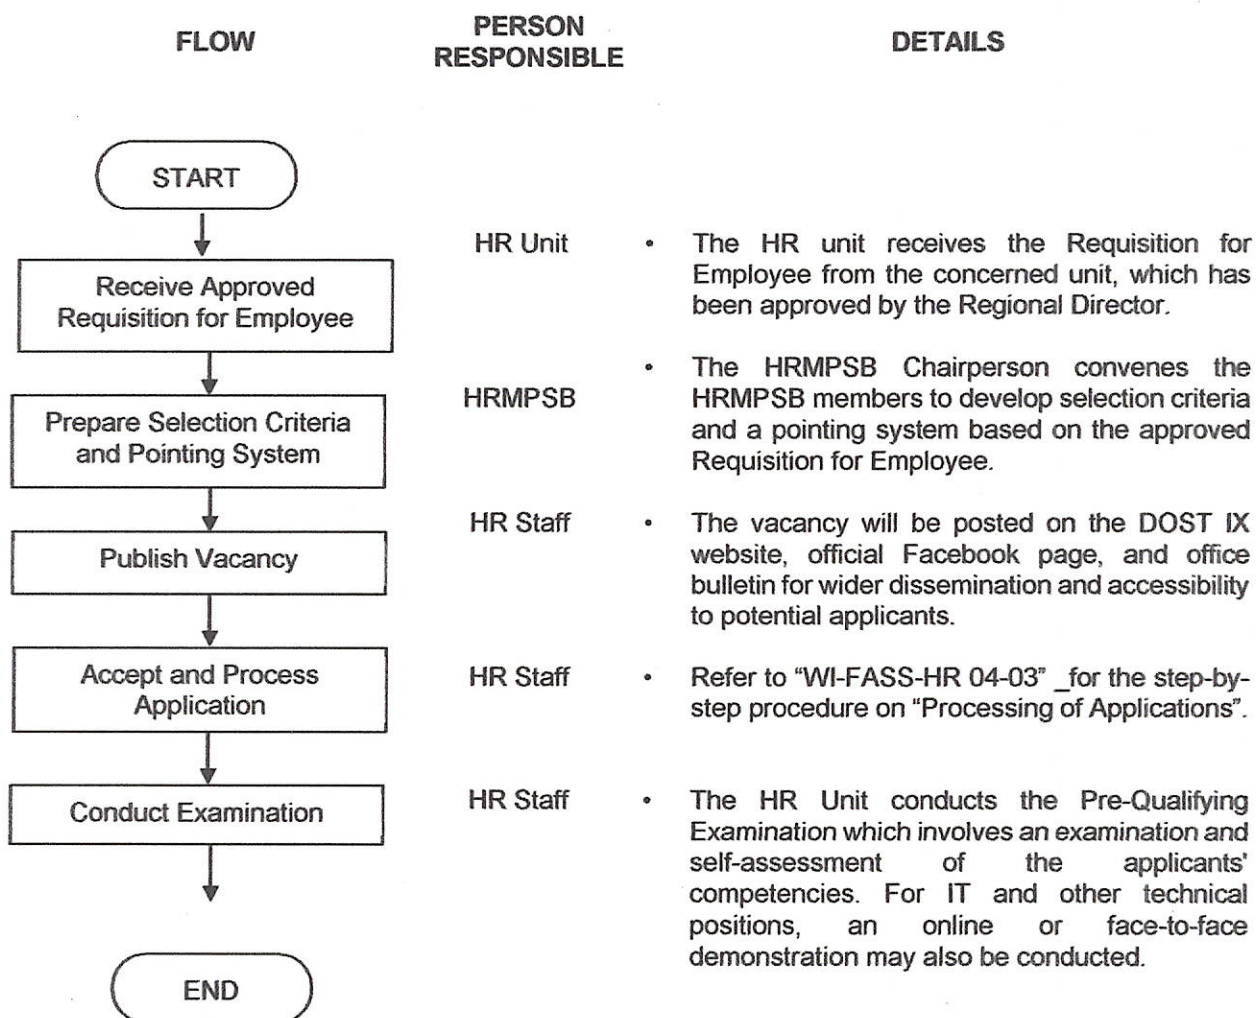 FLOW
PERSON
RESPONSIBLE
DETAILS
START
Receive Approved
Requisition for Employee
HR Unit
• The HR unit receives the Requisition for
Employee from the concerned unit, which has
been approved by the Regional Director.
Prepare Selection Criteria
and Pointing System
HRMPSB
• The HRMPSB Chairperson convenes the
HRMPSB members to develop selection criteria
and a pointing system based on the approved
Requisition for Employee.
Publish Vacancy
HR Staff
• The vacancy will be posted on the DOST IX
website, official Facebook page, and office
bulletin for wider dissemination and accessibility
to potential applicants.
Accept and Process
Application
HR Staff
• Refer to “WI-FASS-HR 04-03” _for the step-by-
step procedure on “Processing of Applications”.
Conduct Examination
HR Staff
• The HR Unit conducts the Pre-Qualifying
Examination which involves an examination and
self-assessment of the applicants'
competencies. For IT and other technical
positions, an online or face-to-face
demonstration may also be conducted.
END